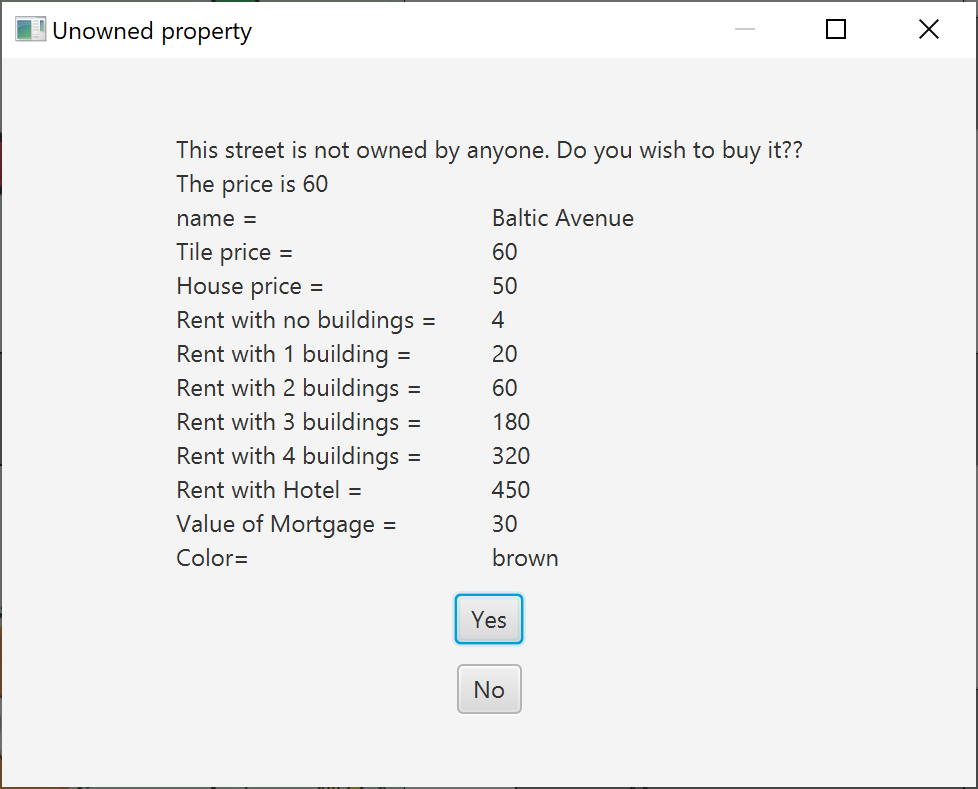 Unowned property
This street is not owned by anyone. Do you wish to buy it??
The price is 60
name = Baltic Avenue
Tile price = 60
House price = 50
Rent with no buildings = 4
Rent with 1 building = 20
Rent with 2 buildings = 60
Rent with 3 buildings = 180
Rent with 4 buildings = 320
Rent with Hotel = 450
Value of Mortgage = 30
Color= brown
Yes
No